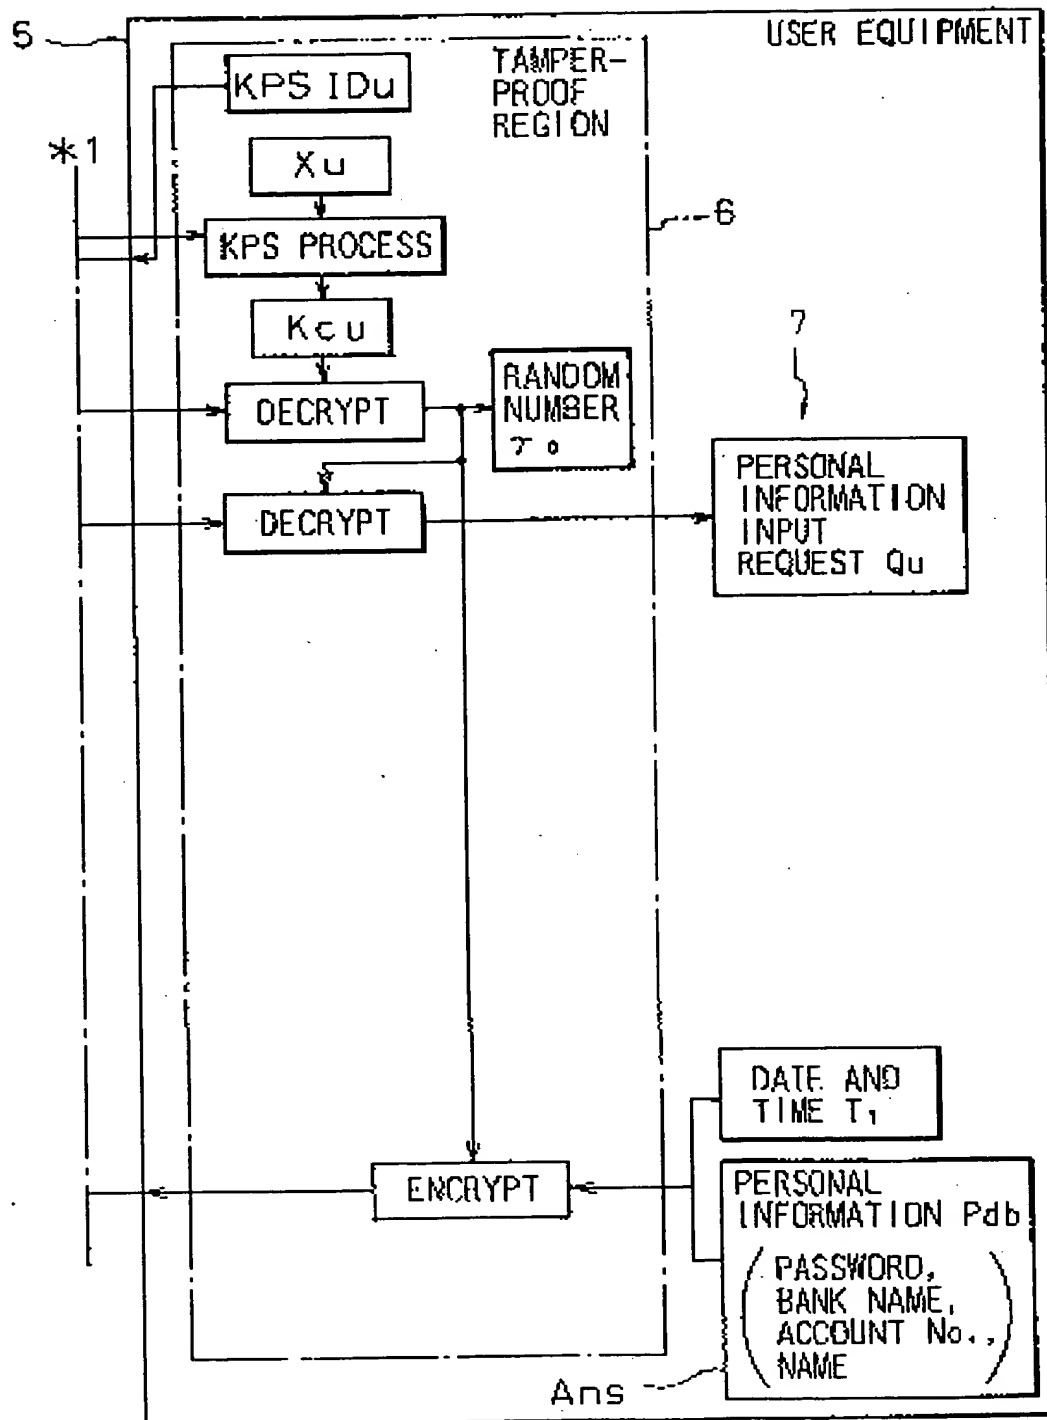 5
USER EQUIPMENT
TAMPER-
PROOF
REGION
KPS IDu
*1
Xu
6
KPS PROCESS
Kcu
7
RANDOM
NUMBER
r0
DECRYPT
PERSONAL
INFORMATION
INPUT
REQUEST Qu
DECRYPT
DATE AND
TIME T1
ENCRYPT
PERSONAL
INFORMATION Pdb
(PASSWORD,
BANK NAME,
ACCOUNT No.,
NAME)
Ans